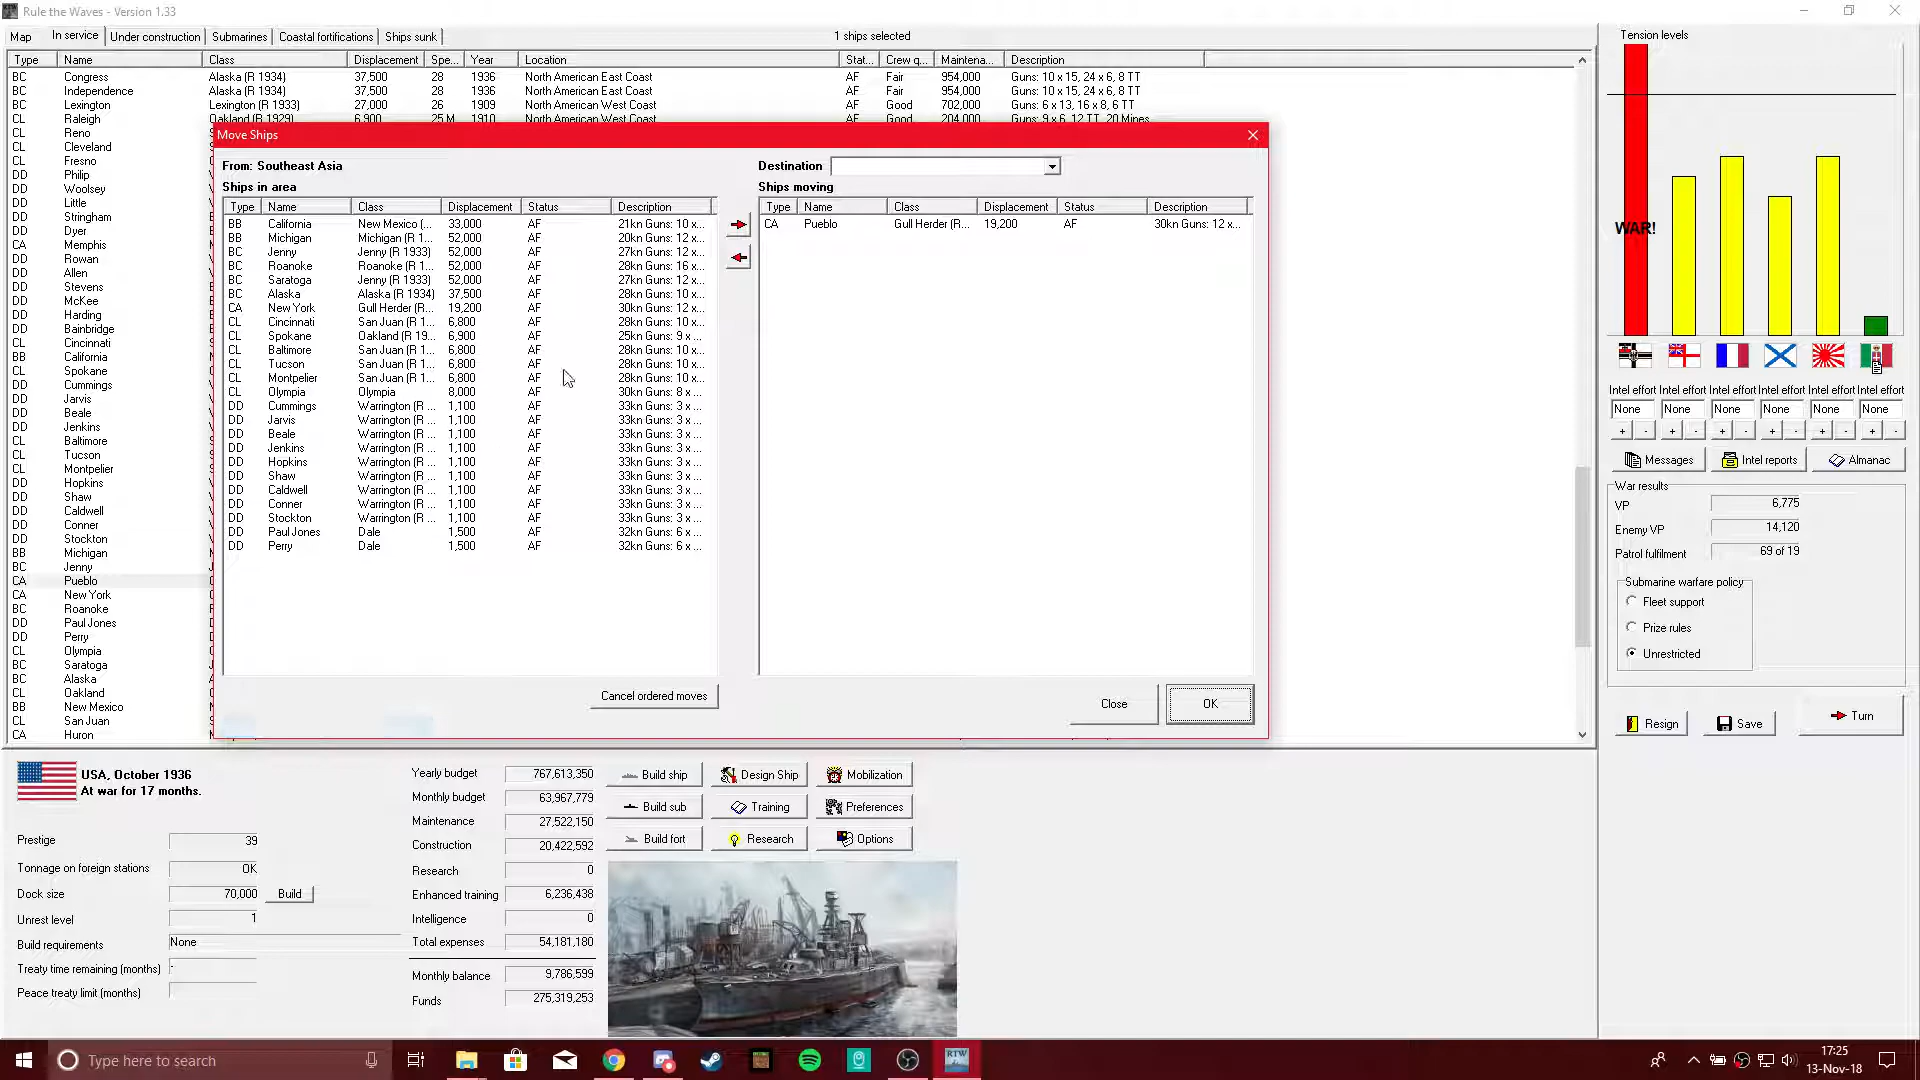 Rule the Waves - Version 1.33
Map In service Under construction Submarines Coastal fortifications Ships sunk 1 ships selected
Type Name Class Displacement Spe... Year Location Stat... Crew q... Maintena... Description
BC Congress Alaska (R 1934) 37,500 28 1936 North American East Coast AF Fair 954,000 Guns: 10 x 15, 24 x 6, 8 TT
BC Independence Alaska (R 1934) 37,500 28 1936 North American East Coast AF Fair 954,000 Guns: 10 x 15, 24 x 6, 8 TT
BC Lexington Lexington (R 1933) 27,000 26 1909 North American West Coast AF Good 702,000 Guns: 6 x 13, 16 x 8, 6 TT
CL Raleigh Oakland (R 1929) 6,900 25 M 1910 North American West Coast AF Good 204,000 Guns: 9 x 6, 12 TT, 20 Mines
CL Reno
CL Cleveland
CL Fresno
DD Philip
DD Woolsey
DD Little
DD Stringham
DD Dyer
CA Memphis
DD Rowan
DD Allen
DD Stevens
DD McKee
DD Harding
DD Bainbridge
CL Cincinnati
BB California
CL Spokane
DD Cummings
DD Jarvis
DD Beale
DD Jenkins
CL Baltimore
CL Tucson
CL Montpelier
DD Hopkins
DD Shaw
DD Caldwell
DD Conner
DD Stockton
BB Michigan
BC Jenny
CA Pueblo
CA New York
BC Roanoke
DD Paul Jones
DD Perry
CL Olympia
BC Saratoga
BC Alaska
CL Oakland
BB New Mexico
CL San Juan
CA Huron
Move Ships
From: Southeast Asia
Ships in area
Type Name Class Displacement Status Description
BB California New Mexico (... 33,000 AF 21kn Guns: 10 x...
BB Michigan Michigan (R 1... 52,000 AF 20kn Guns: 12 x...
BC Jenny Jenny (R 1933) 52,000 AF 27kn Guns: 12 x...
BC Roanoke Roanoke (R 1... 52,000 AF 28kn Guns: 16 x...
BC Saratoga Jenny (R 1933) 52,000 AF 27kn Guns: 12 x...
BC Alaska Alaska (R 1934) 37,500 AF 28kn Guns: 10 x...
CA New York Gull Herder (R... 19,200 AF 30kn Guns: 12 x...
CL Cincinnati San Juan (R 1... 6,800 AF 28kn Guns: 10 x...
CL Spokane Oakland (R 19... 6,900 AF 25kn Guns: 9 x ...
CL Baltimore San Juan (R 1... 6,800 AF 28kn Guns: 10 x...
CL Tucson San Juan (R 1... 6,800 AF 28kn Guns: 10 x...
CL Montpelier San Juan (R 1... 6,800 AF 28kn Guns: 10 x...
CL Olympia Olympia 8,000 AF 30kn Guns: 8 x ...
DD Cummings Warrington (R ... 1,100 AF 33kn Guns: 3 x ...
DD Jarvis Warrington (R ... 1,100 AF 33kn Guns: 3 x ...
DD Beale Warrington (R ... 1,100 AF 33kn Guns: 3 x ...
DD Jenkins Warrington (R ... 1,100 AF 33kn Guns: 3 x ...
DD Hopkins Warrington (R ... 1,100 AF 33kn Guns: 3 x ...
DD Shaw Warrington (R ... 1,100 AF 33kn Guns: 3 x ...
DD Caldwell Warrington (R ... 1,100 AF 33kn Guns: 3 x ...
DD Conner Warrington (R ... 1,100 AF 33kn Guns: 3 x ...
DD Stockton Warrington (R ... 1,100 AF 33kn Guns: 3 x ...
DD Paul Jones Dale 1,500 AF 32kn Guns: 6 x ...
DD Perry Dale 1,500 AF 32kn Guns: 6 x ...
Cancel ordered moves
Destination
Ships moving
Type Name Class Displacement Status Description
CA Pueblo Gull Herder (R... 19,200 AF 30kn Guns: 12 x...
Close OK
Tension levels
WAR!
Intel effort Intel effort Intel effort Intel effort Intel effort Intel effort
None None None None None None
+ - + - + - + - + - + -
Messages Intel reports Almanac
War results
VP 6,775
Enemy VP 14,120
Patrol fulfilment 69 of 19
Submarine warfare policy
Fleet support
Prize rules
Unrestricted
Resign Save Turn
USA, October 1936
At war for 17 months.
Prestige 39
Tonnage on foreign stations OK
Dock size 70,000 Build
Unrest level 1
Build requirements None
Treaty time remaining (months) -
Peace treaty limit (months)
Yearly budget 767,613,350
Monthly budget 63,967,779
Maintenance 27,522,150
Construction 20,422,592
Research 0
Enhanced training 6,236,438
Intelligence 0
Total expenses 54,181,180
Monthly balance 9,786,599
Funds 275,319,253
Build ship Design Ship Mobilization
Build sub Training Preferences
Build fort Research Options
Type here to search
RTW
17:25
13-Nov-18